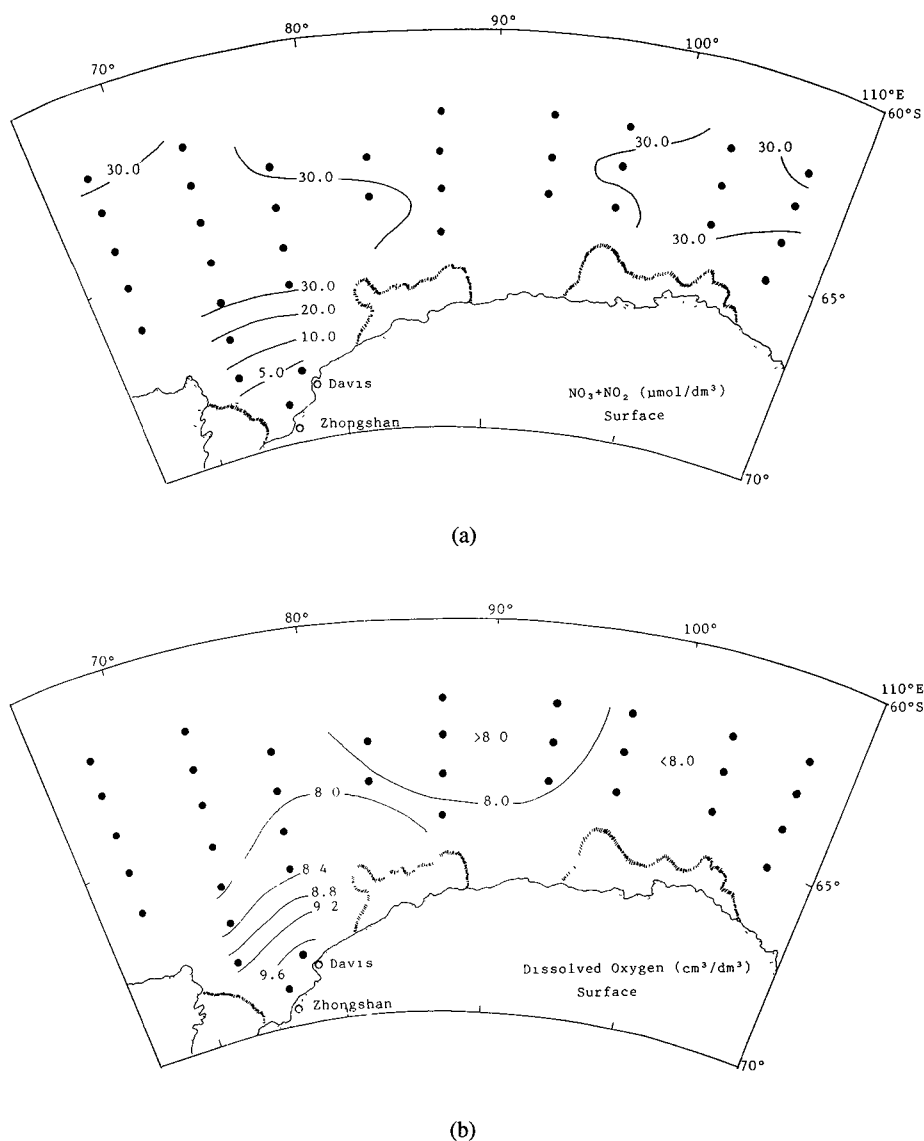 90°
80°
100°
70°
110°E
60°S
30.0
30.0
30.0
30.0
30.0
30.0
65°
20.0
10.0
5.0
Davis
NO₃+NO₂ (μmol/dm³)
Surface
Zhongshan
70°
(a)
90°
80°
100°
70°
110°E
60°S
>8 0
<8.0
8 0
8.0
8 4
65°
8.8
9 2
9.6
Davis
Dissolved Oxygen (cm³/dm³)
Surface
Zhongshan
70°
(b)